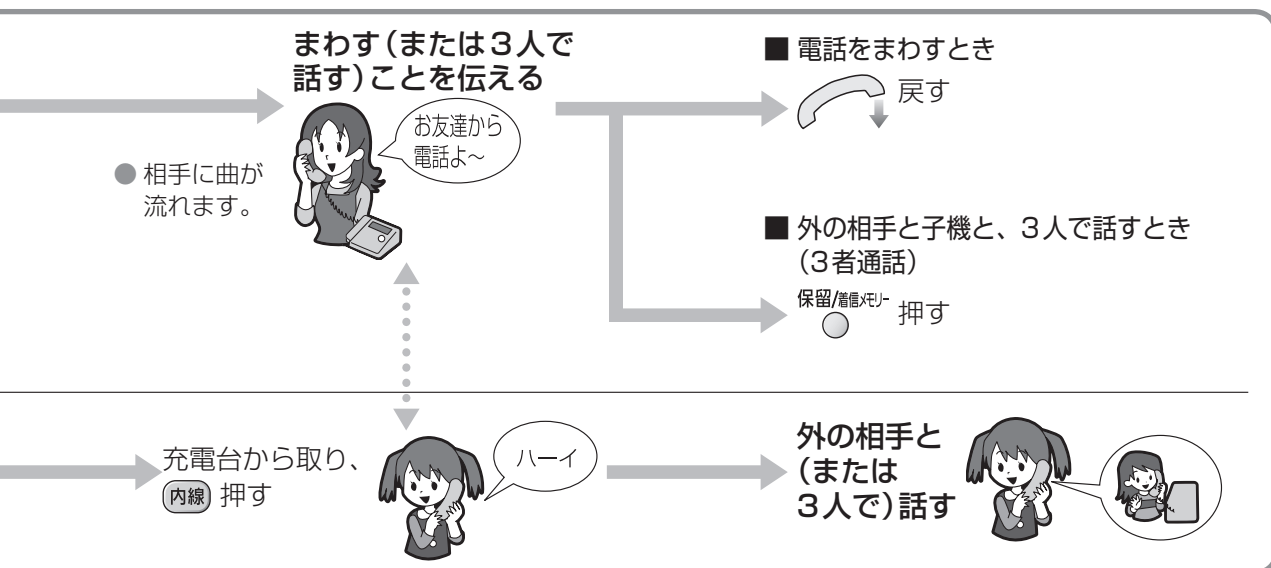 まわす(または3人で
話す)ことを伝える
お友達から
電話よ～
● 相手に曲が
流れます。
■ 電話をまわすとき
戻す
■ 外の相手と子機と、3人で話すとき
(3者通話)
保留/着信メモリー 押す
充電台から取り、
内線 押す
ハーイ
外の相手と
(または
3人で)話す